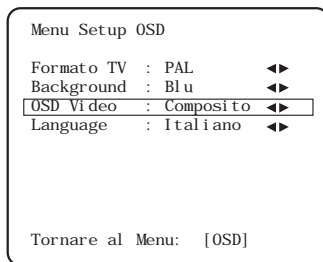 Menu Setup OSD
Formato TV : PAL ◄►
Background : Blu ◄►
OSD Video : Composito ◄►
Language : Italiano ◄►
Tornare al Menu: [OSD]